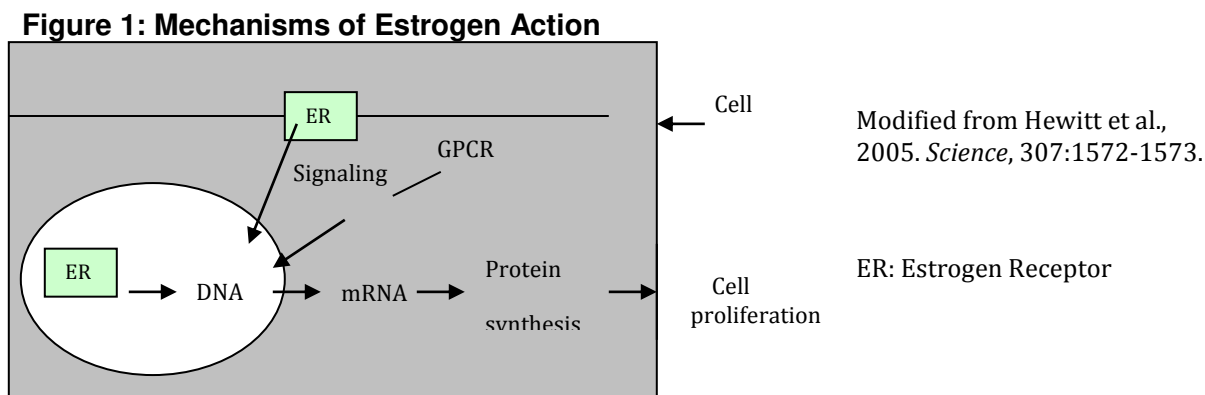 Figure 1: Mechanisms of Estrogen Action
ER
Cell
Modified from Hewitt et al.,
2005. Science, 307:1572-1573.
GPCR
Signaling
ER
DNA
mRNA
Protein
synthesis
Cell
proliferation
ER: Estrogen Receptor